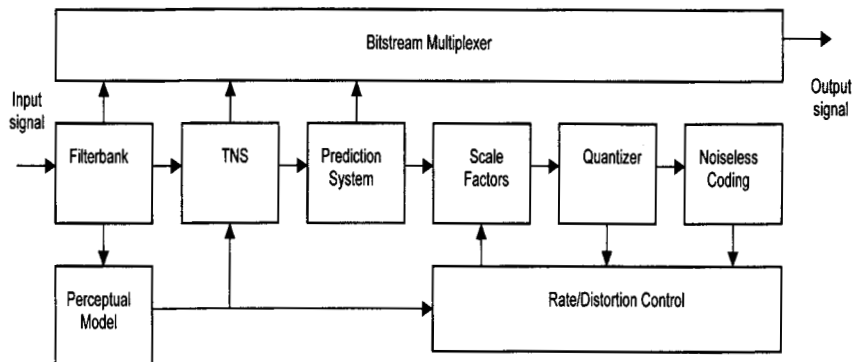 Bitstream Multiplexer
Input
signal
Output
signal
Filterbank
TNS
Prediction
System
Scale
Factors
Quantizer
Noiseless
Coding
Perceptual
Model
Rate/Distortion Control